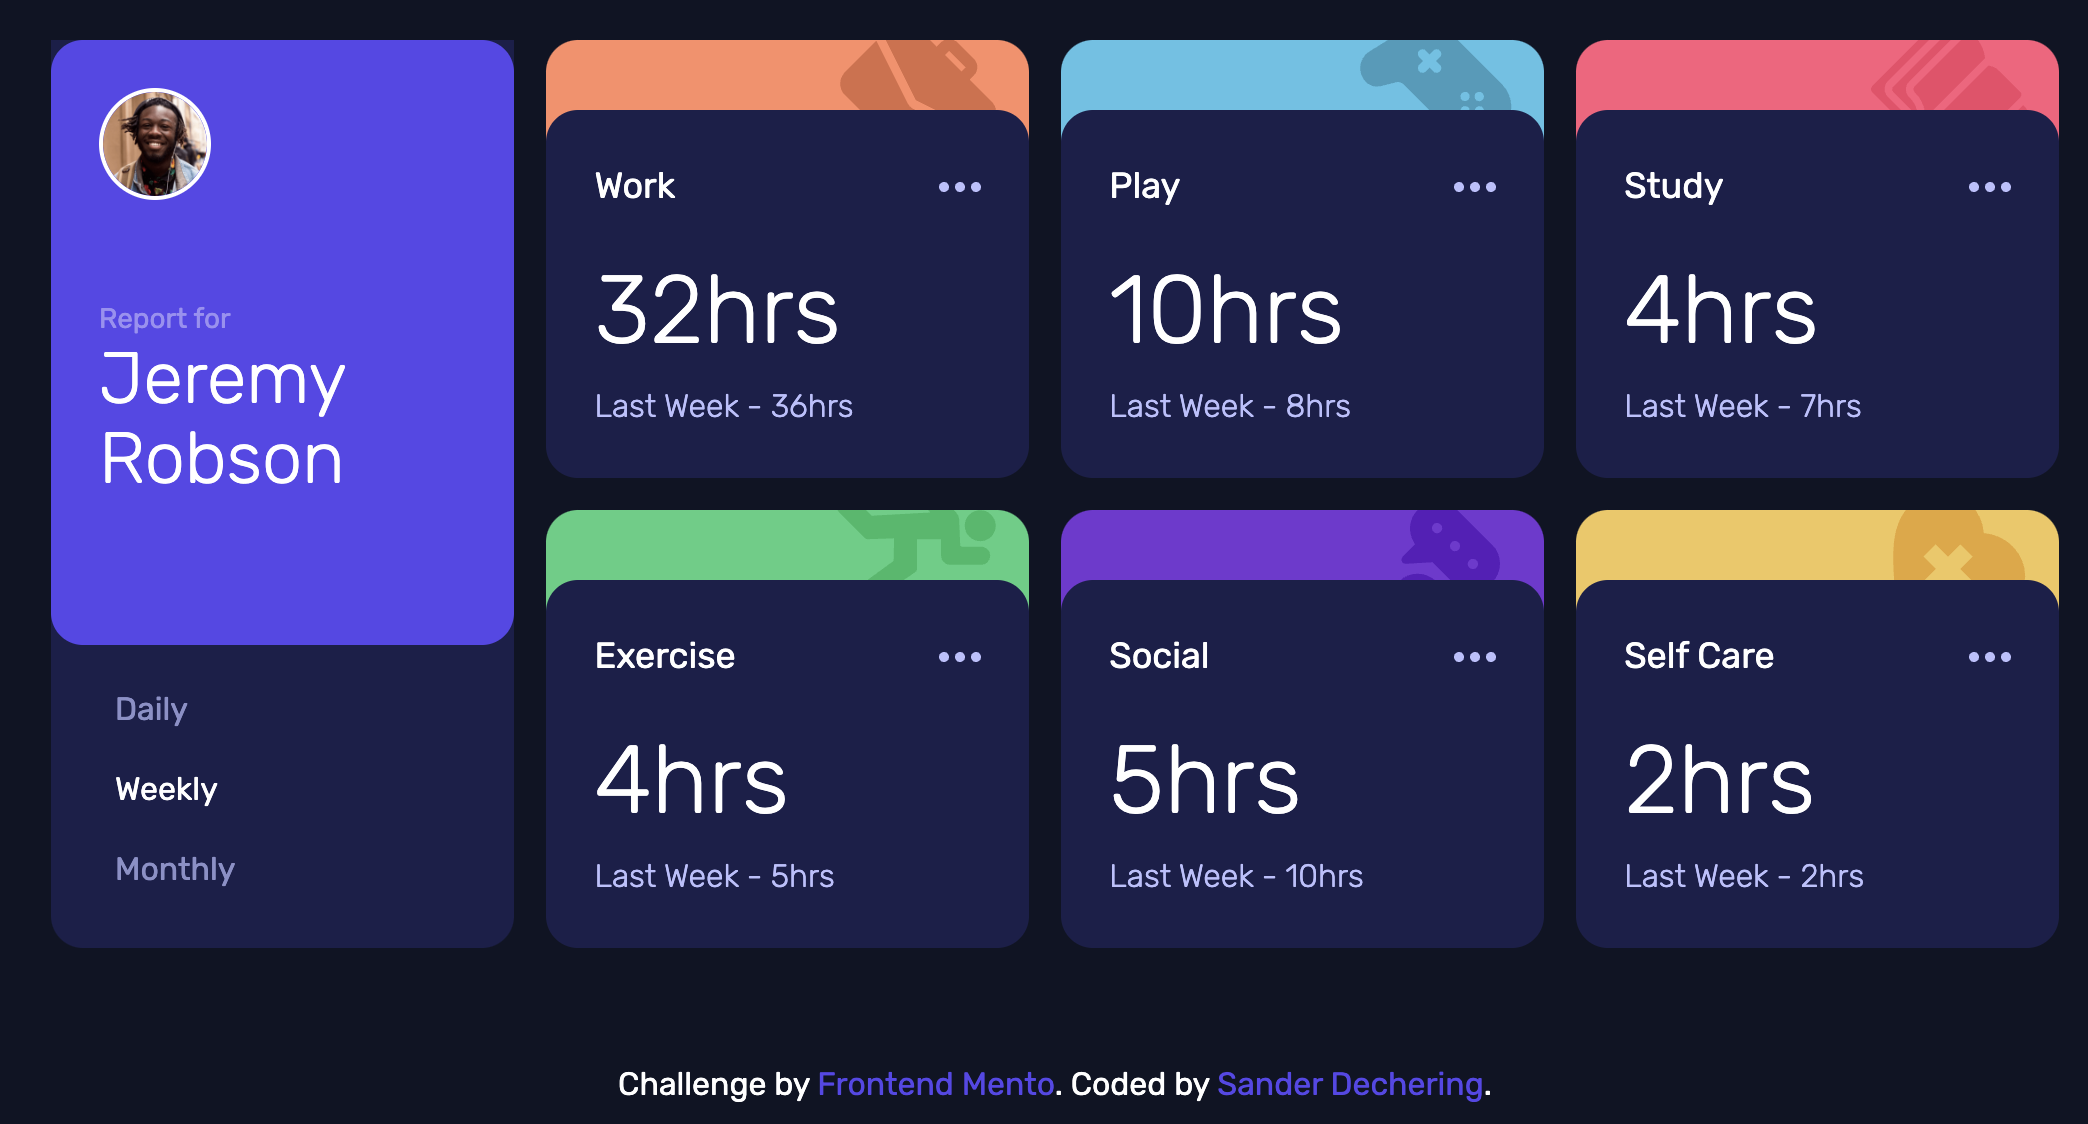 Report for
Jeremy
Robson
Daily
Weekly
Monthly
Work
32hrs
Last Week - 36hrs
Play
10hrs
Last Week - 8hrs
Study
4hrs
Last Week - 7hrs
Exercise
4hrs
Last Week - 5hrs
Social
5hrs
Last Week - 10hrs
Self Care
2hrs
Last Week - 2hrs
Challenge by Frontend Mento. Coded by Sander Dechering.